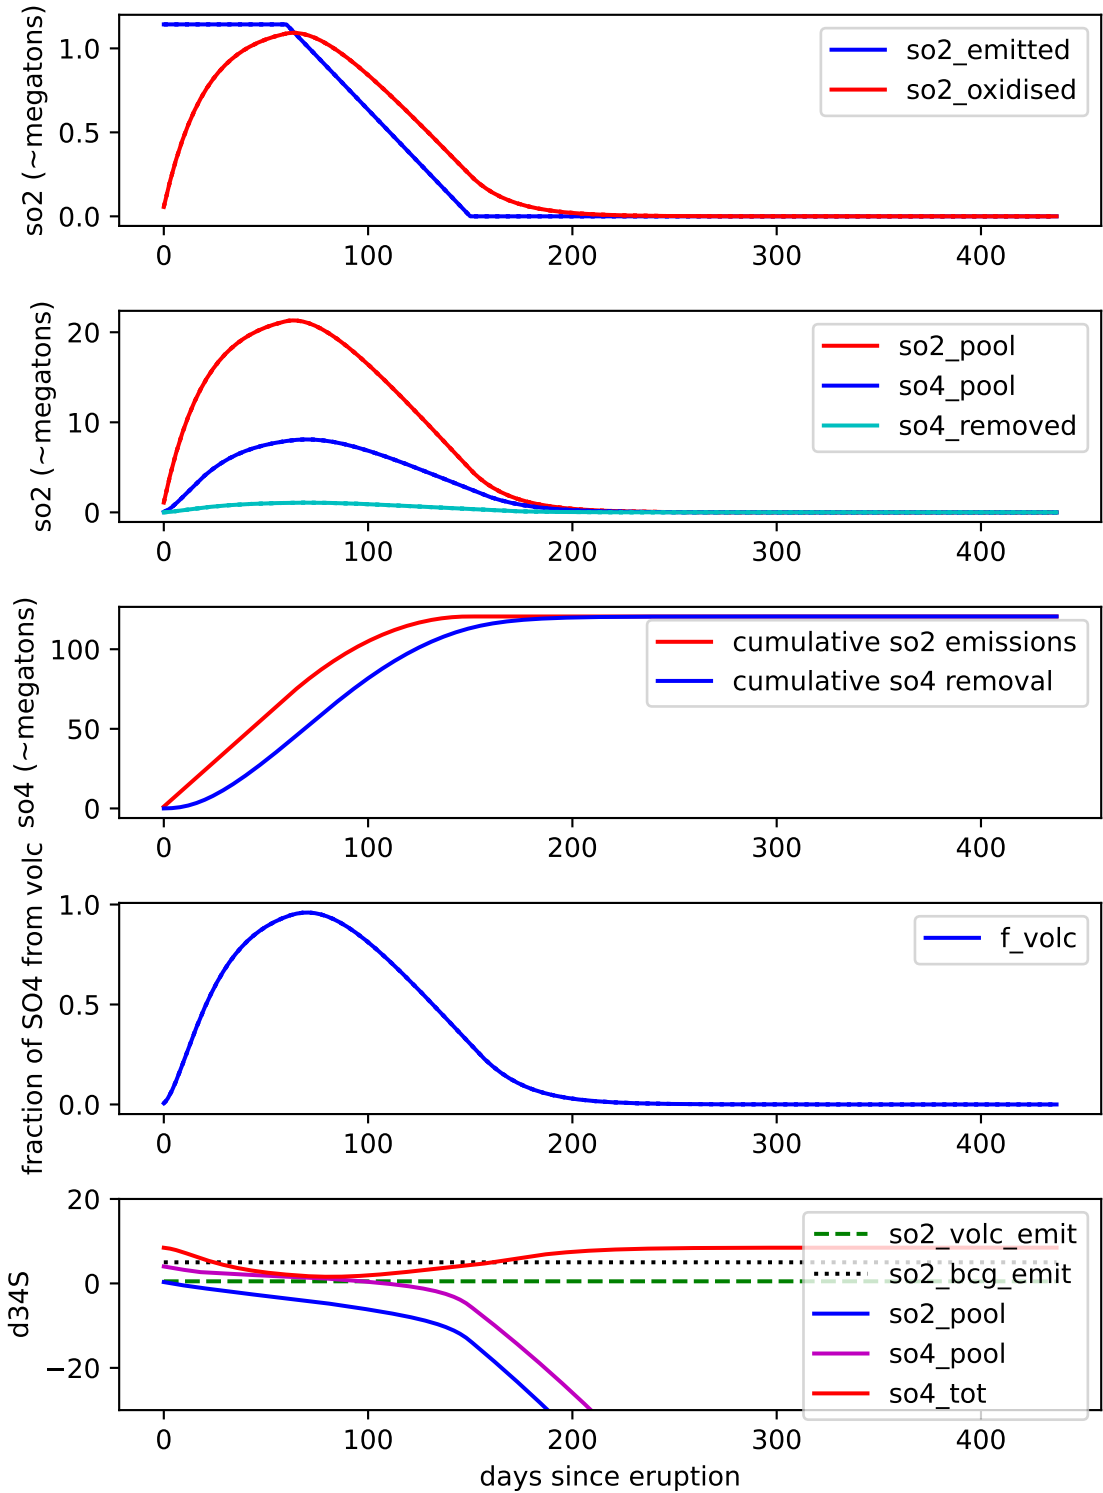 so2 (~megatons)
1.0
0.5
0.0
so2_emitted
so2_oxidised
0 100 200 300 400
so2 (~megatons)
20
10
0
so2_pool
so4_pool
so4_removed
0 100 200 300 400
so4 (~megatons)
100
50
0
cumulative so2 emissions
cumulative so4 removal
0 100 200 300 400
fraction of SO4 from volc
1.0
0.5
0.0
f_volc
0 100 200 300 400
d34S
20
0
−20
so2_volc_emit
so2_bcg_emit
so2_pool
so4_pool
so4_tot
0 100 200 300 400
days since eruption